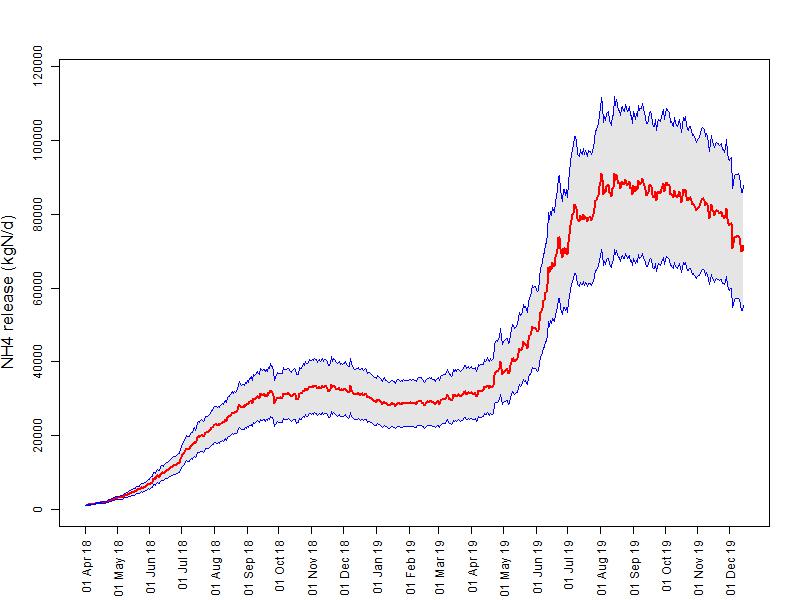 NH4 release (kgN/d)
120000
100000
80000
60000
40000
20000
0
01 Apr 18
01 May 18
01 Jun 18
01 Jul 18
01 Aug 18
01 Sep 18
01 Oct 18
01 Nov 18
01 Dec 18
01 Jan 19
01 Feb 19
01 Mar 19
01 Apr 19
01 May 19
01 Jun 19
01 Jul 19
01 Aug 19
01 Sep 19
01 Oct 19
01 Nov 19
01 Dec 19